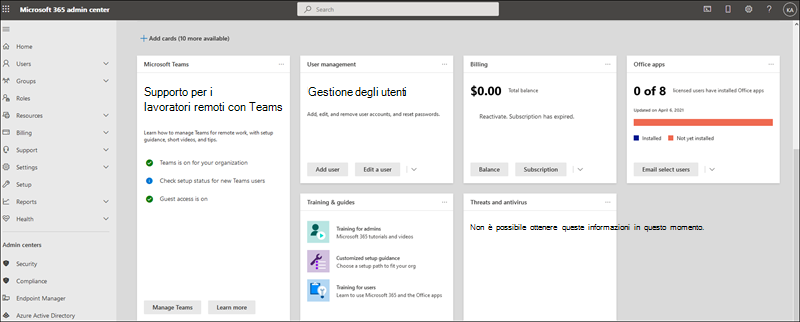 Microsoft 365 admin center
Search
KA
Home
Users
Groups
Roles
Resources
Billing
Support
Settings
Setup
Reports
Health
Admin centers
Security
Compliance
Endpoint Manager
Azure Active Directory
Add cards (10 more available)
Microsoft Teams
Supporto per i
lavoratori remoti con Teams
Learn how to manage Teams for remote work, with setup
guidance, short videos, and tips.
Teams is on for your organization
Check setup status for new Teams users
Guest access is on
Manage Teams
Learn more
User management
Gestione degli utenti
Add, edit, and remove user accounts, and reset passwords.
Add user
Edit a user
Billing
$0.00 Total balance
Reactivate. Subscription has expired.
Balance
Subscription
Office apps
0 of 8 licensed users have installed Office apps
Updated on April 8, 2021
Installed
Not yet installed
Email select users
Training & guides
Training for admins
Microsoft 365 tutorials and videos
Customized setup guidance
Choose a setup path to fit your org
Training for users
Learn to use Microsoft 365 and the Office apps
Threats and antivirus
Non è possibile ottenere queste informazioni in questo momento.